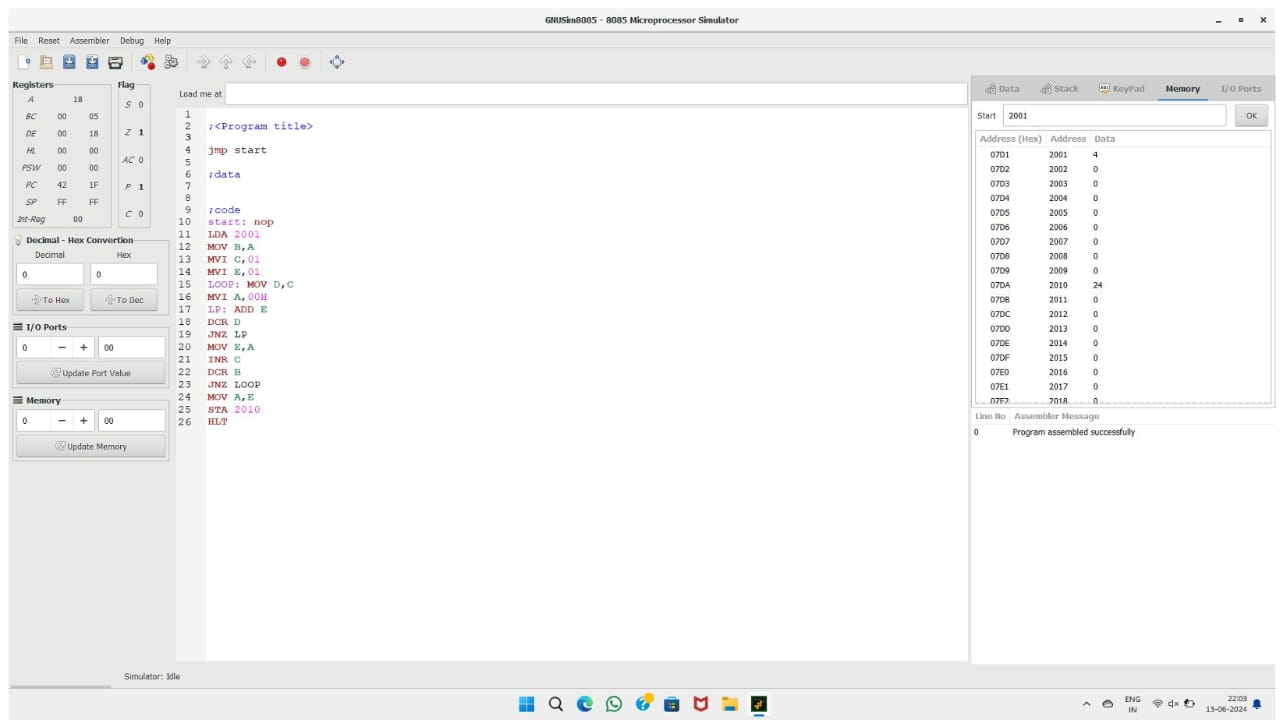 GNUSim8085 - 8085 Microprocessor Simulator
File Reset Assembler Debug Help
Registers
A 18
BC 00 05
DE 00 18
HL 00 00
PSW 00 00
PC 42 1F
SP FF FF
Int-Reg 00
Flag
S 0
Z 1
AC 0
P 1
C 0
Decimal - Hex Convertion
Decimal Hex
0 0
To Hex To Dec
I/O Ports
0 − + 00
Update Port Value
Memory
0 − + 00
Update Memory
Load me at
1
2 ;<Program title>
3
4 jmp start
5
6 ;data
7
8
9 ;code
10 start: nop
11 LDA 2001
12 MOV B,A
13 MVI C,01
14 MVI E,01
15 LOOP: MOV D,C
16 MVI A,00H
17 LP: ADD E
18 DCR D
19 JNZ LP
20 MOV E,A
21 INR C
22 DCR B
23 JNZ LOOP
24 MOV A,E
25 STA 2010
26 HLT
Data Stack KeyPad Memory I/O Ports
Start 2001 OK
Address (Hex) Address Data
07D1 2001 4
07D2 2002 0
07D3 2003 0
07D4 2004 0
07D5 2005 0
07D6 2006 0
07D7 2007 0
07D8 2008 0
07D9 2009 0
07DA 2010 24
07DB 2011 0
07DC 2012 0
07DD 2013 0
07DE 2014 0
07DF 2015 0
07E0 2016 0
07E1 2017 0
07E2 2018 0
Line No Assembler Message
0 Program assembled successfully
Simulator: Idle
ENG
IN
22:03
13-06-2024